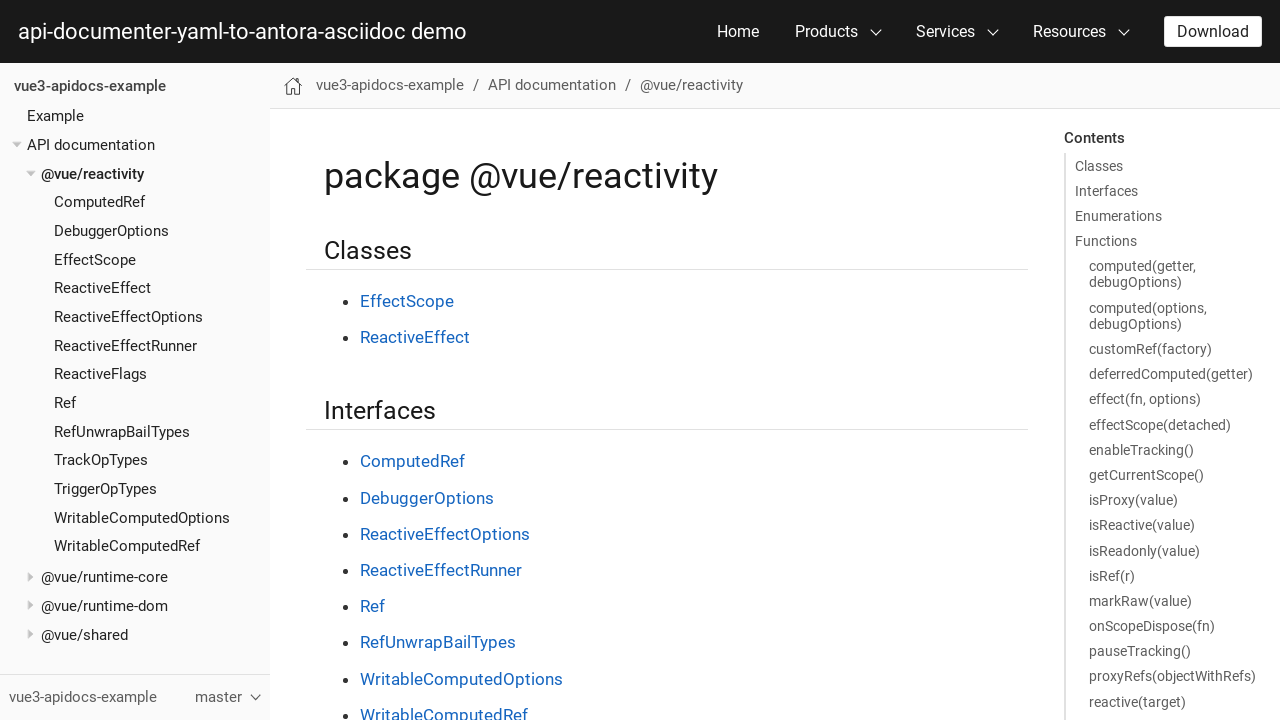 api-documenter-yaml-to-antora-asciidoc demo
Home
Products
Services
Resources
Download
vue3-apidocs-example
Example
API documentation
@vue/reactivity
ComputedRef
DebuggerOptions
EffectScope
ReactiveEffect
ReactiveEffectOptions
ReactiveEffectRunner
ReactiveFlags
Ref
RefUnwrapBailTypes
TrackOpTypes
TriggerOpTypes
WritableComputedOptions
WritableComputedRef
@vue/runtime-core
@vue/runtime-dom
@vue/shared
vue3-apidocs-example master
vue3-apidocs-example / API documentation / @vue/reactivity
package @vue/reactivity
Classes
EffectScope
ReactiveEffect
Interfaces
ComputedRef
DebuggerOptions
ReactiveEffectOptions
ReactiveEffectRunner
Ref
RefUnwrapBailTypes
WritableComputedOptions
WritableComputedRef
Contents
Classes
Interfaces
Enumerations
Functions
computed(getter,
debugOptions)
computed(options,
debugOptions)
customRef(factory)
deferredComputed(getter)
effect(fn, options)
effectScope(detached)
enableTracking()
getCurrentScope()
isProxy(value)
isReactive(value)
isReadonly(value)
isRef(r)
markRaw(value)
onScopeDispose(fn)
pauseTracking()
proxyRefs(objectWithRefs)
reactive(target)